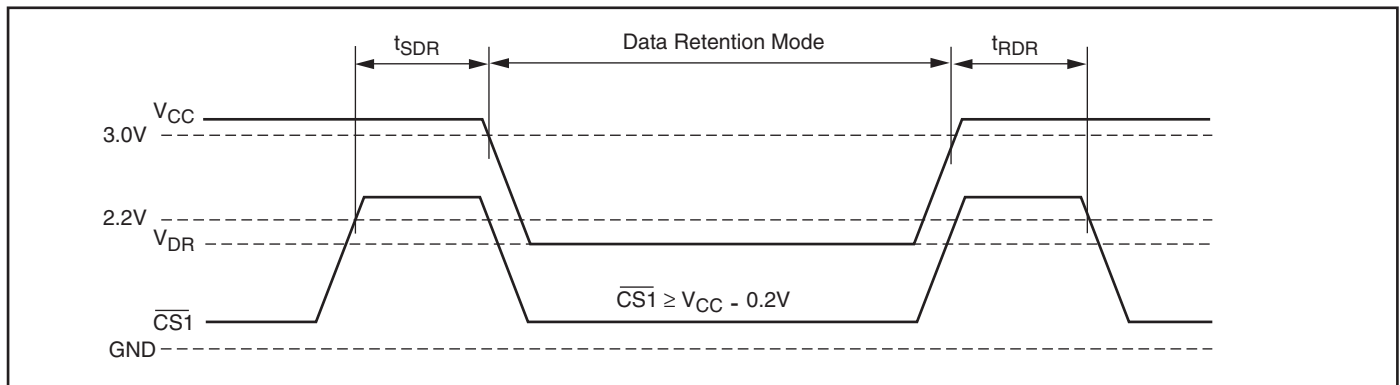 tSDR Data Retention Mode tRDR
VCC
3.0V
2.2V
VDR
CS1 ≥ VCC - 0.2V
CS1
GND